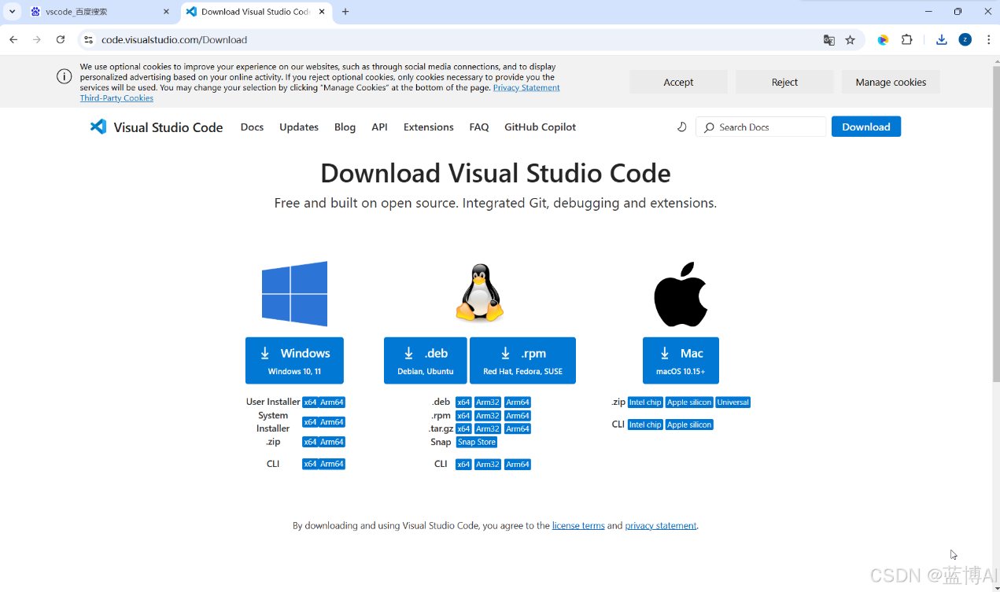 vscode_百度搜索
Download Visual Studio Code
code.visualstudio.com/Download
z
We use optional cookies to improve your experience on our websites, such as through social media connections, and to display
personalized advertising based on your online activity. If you reject optional cookies, only cookies necessary to provide you the
services will be used. You may change your selection by clicking “Manage Cookies” at the bottom of the page. Privacy Statement
Third-Party Cookies
Accept
Reject
Manage cookies
Visual Studio Code Docs Updates Blog API Extensions FAQ GitHub Copilot Search Docs Download
Download Visual Studio Code
Free and built on open source. Integrated Git, debugging and extensions.
Windows
Windows 10, 11
User Installer x64 Arm64
System
Installer x64 Arm64
.zip x64 Arm64
CLI x64 Arm64
.deb
Debian, Ubuntu
.rpm
Red Hat, Fedora, SUSE
.deb x64 Arm32 Arm64
.rpm x64 Arm32 Arm64
.tar.gz x64 Arm32 Arm64
Snap Snap Store
CLI x64 Arm32 Arm64
Mac
macOS 10.15+
.zip Intel chip Apple silicon Universal
CLI Intel chip Apple silicon
By downloading and using Visual Studio Code, you agree to the license terms and privacy statement.
CSDN @蓝博AI